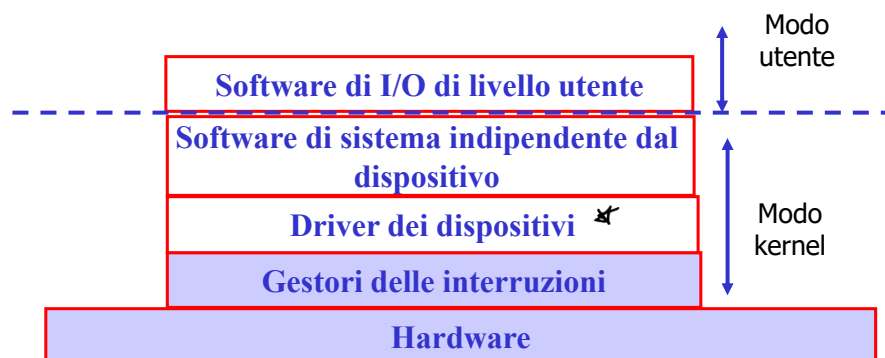 Modo
utente
Software di I/O di livello utente
Software di sistema indipendente dal
dispositivo
Driver dei dispositivi
Modo
kernel
Gestori delle interruzioni
Hardware